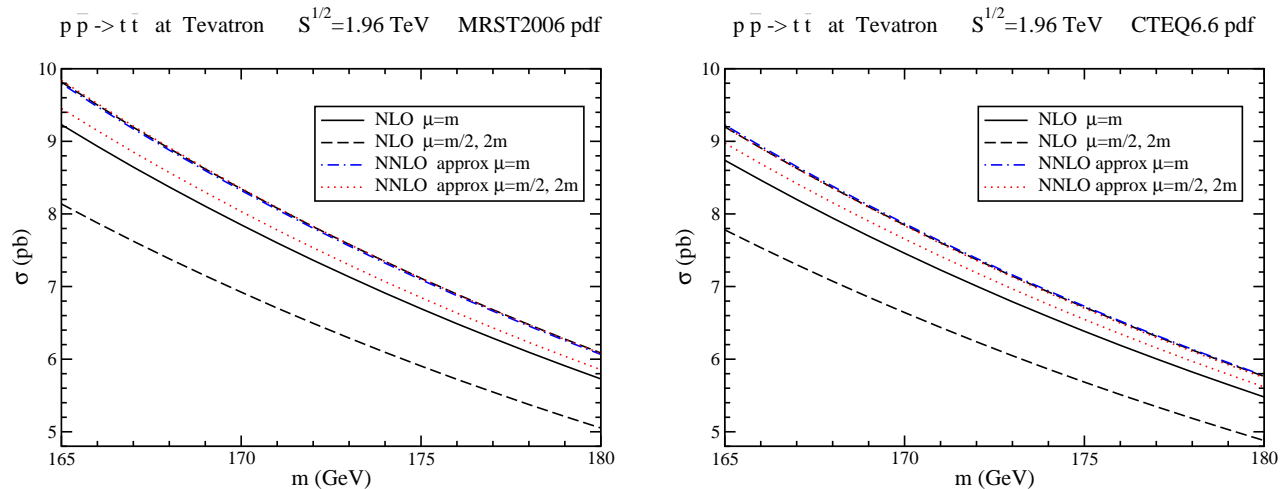 p p̅ -> t t̅ at Tevatron S^1/2=1.96 TeV MRST2006 pdf
10
9
8
7
6
5
σ (pb)
NLO μ=m
NLO μ=m/2, 2m
NNLO approx μ=m
NNLO approx μ=m/2, 2m
165
170
175
180
m (GeV)
p p̅ -> t t̅ at Tevatron S^1/2=1.96 TeV CTEQ6.6 pdf
10
9
8
7
6
5
σ (pb)
NLO μ=m
NLO μ=m/2, 2m
NNLO approx μ=m
NNLO approx μ=m/2, 2m
165
170
175
180
m (GeV)